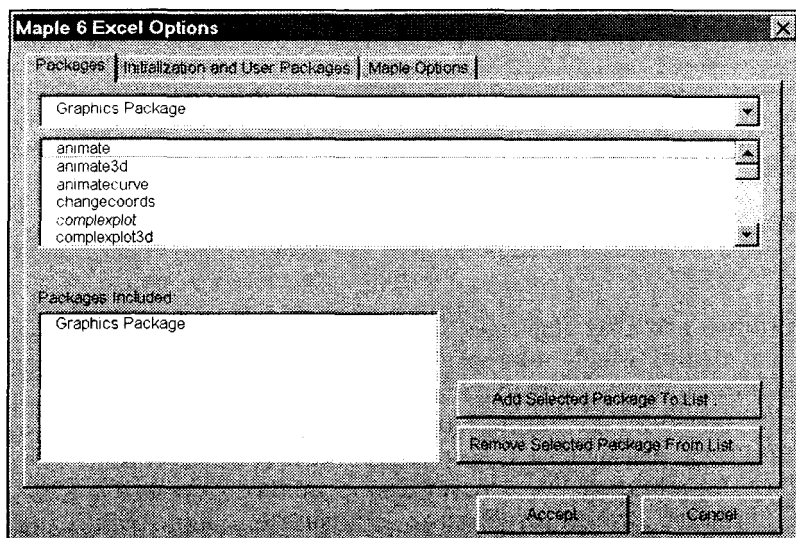 Maple 6 Excel Options
Packages
Initialization and User Packages
Maple Options
Graphics Package
animate
animate3d
animatecurve
changecoords
complexplot
complexplot3d
Packages Included
Graphics Package
Add Selected Package To List
Remove Selected Package From List
Accept
Cancel